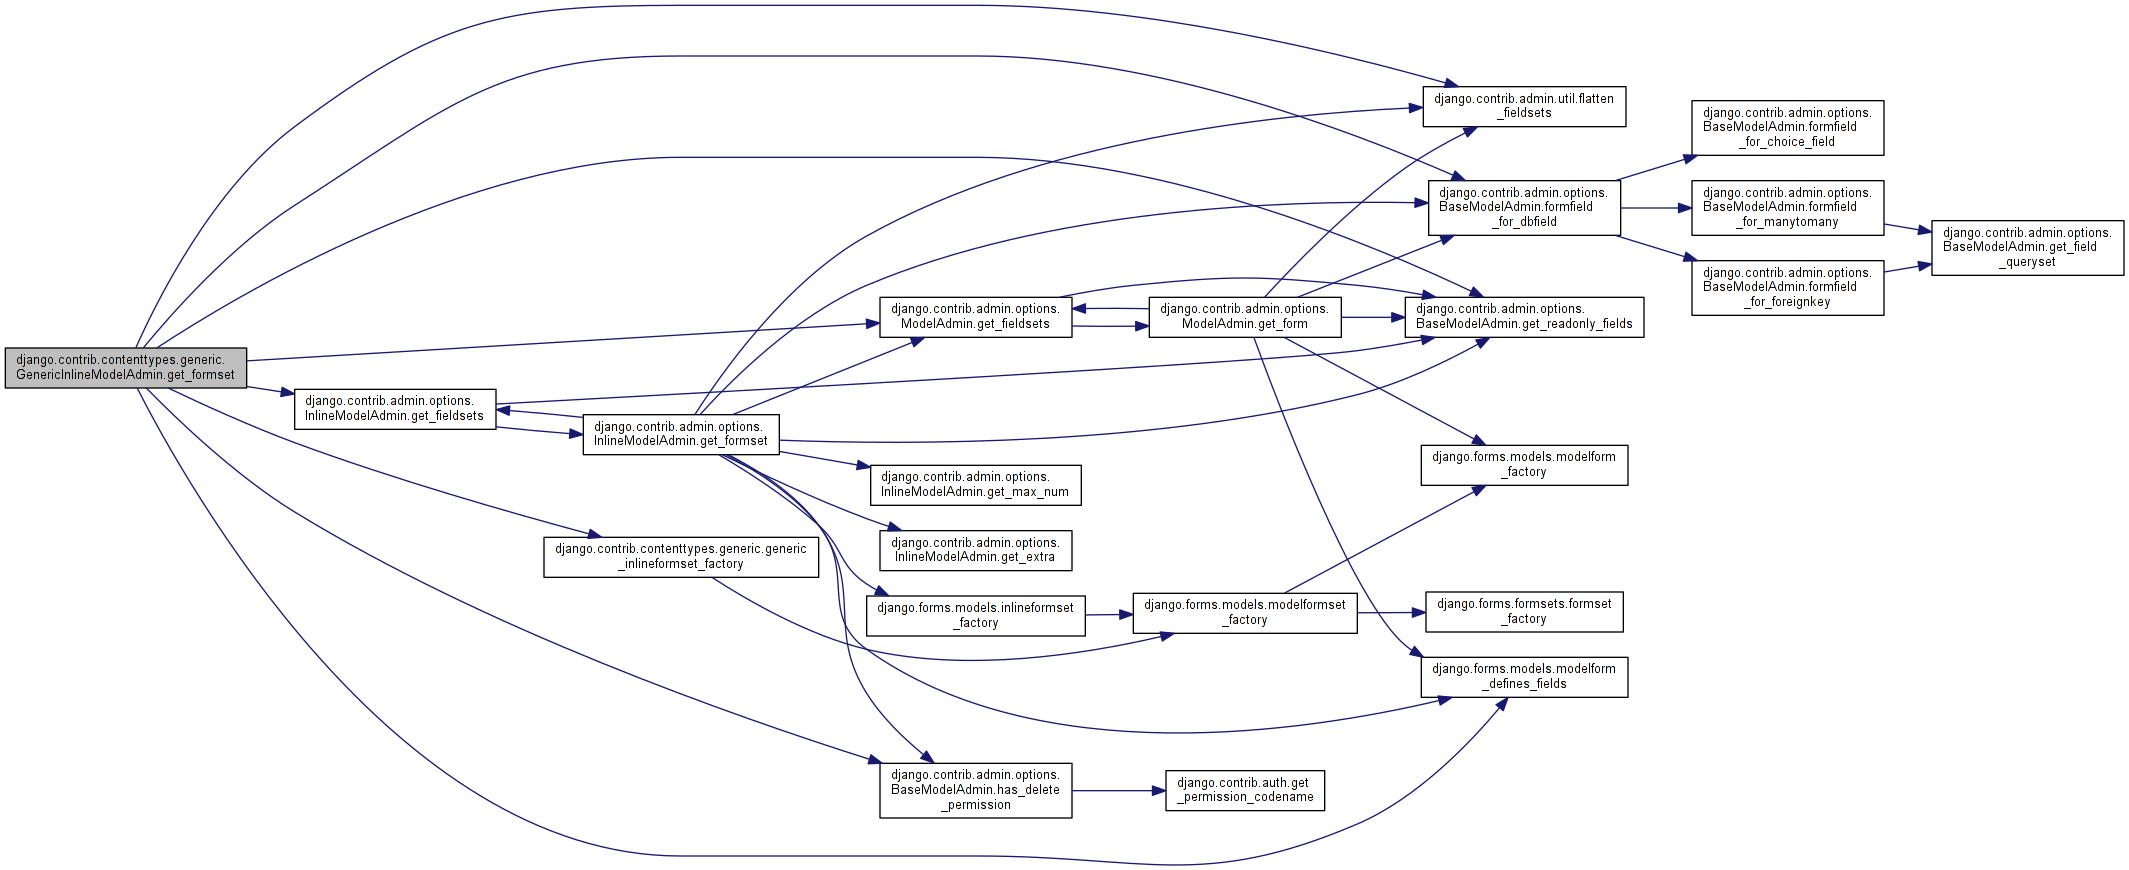 django.contrib.contenttypes.generic.
GenericInlineModelAdmin.get_formset
django.contrib.admin.options.
InlineModelAdmin.get_fieldsets
django.contrib.admin.options.
InlineModelAdmin.get_formset
django.contrib.contenttypes.generic.generic
_inlineformset_factory
django.contrib.admin.options.
ModelAdmin.get_fieldsets
django.contrib.admin.options.
InlineModelAdmin.get_max_num
django.contrib.admin.options.
InlineModelAdmin.get_extra
django.forms.models.inlineformset
_factory
django.contrib.admin.options.
BaseModelAdmin.has_delete
_permission
django.contrib.admin.options.
ModelAdmin.get_form
django.forms.models.modelformset
_factory
django.contrib.auth.get
_permission_codename
django.contrib.admin.util.flatten
_fieldsets
django.contrib.admin.options.
BaseModelAdmin.formfield
_for_dbfield
django.contrib.admin.options.
BaseModelAdmin.get_readonly_fields
django.forms.models.modelform
_factory
django.forms.formsets.formset
_factory
django.forms.models.modelform
_defines_fields
django.contrib.admin.options.
BaseModelAdmin.formfield
_for_choice_field
django.contrib.admin.options.
BaseModelAdmin.formfield
_for_manytomany
django.contrib.admin.options.
BaseModelAdmin.formfield
_for_foreignkey
django.contrib.admin.options.
BaseModelAdmin.get_field
_queryset